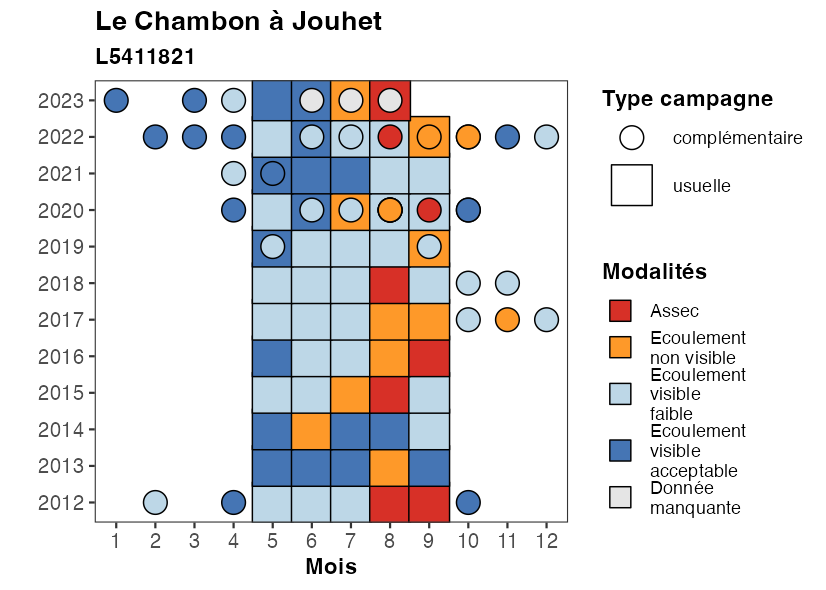 Le Chambon à Jouhet
L5411821
2023
2022
2021
2020
2019
2018
2017
2016
2015
2014
2013
2012
1 2 3 4 5 6 7 8 9 10 11 12
Mois
Type campagne
complémentaire
usuelle
Modalités
Assec
Ecoulement
non visible
Ecoulement
visible
faible
Ecoulement
visible
acceptable
Donnée
manquante